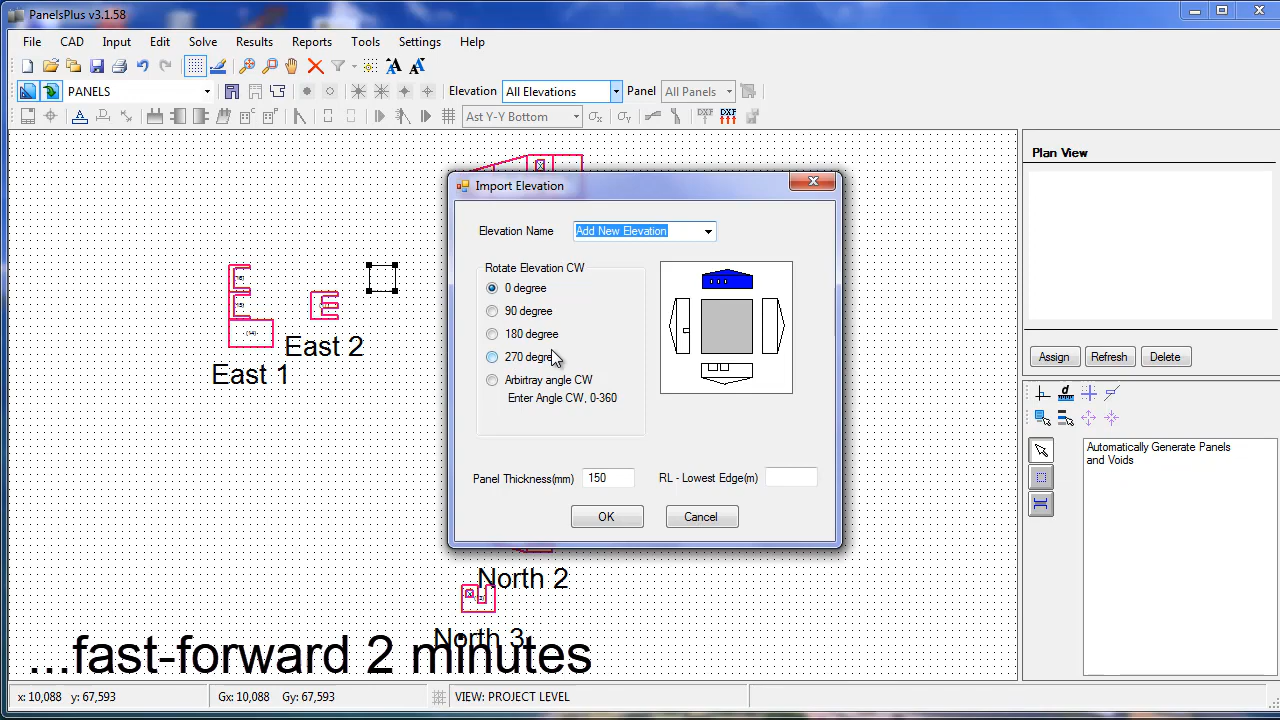 PanelsPlus v3.1.58
File CAD Input Edit Solve Results Reports Tools Settings Help
PANELS Elevation All Elevations Panel All Panels
Ast Y-Y Bottom DXF DXF
Plan View
Import Elevation
Elevation Name Add New Elevation
Rotate Elevation CW
0 degree
90 degree
180 degree
270 degree
Arbitray angle CW
Enter Angle CW, 0-360
Panel Thickness(mm) 150 RL - Lowest Edge(m)
OK Cancel
East 2
East 1
Assign Refresh Delete
Automatically Generate Panels
and Voids
North 2
North 3
...fast-forward 2 minutes
x: 10,088 y: 67,593 Gx: 10,088 Gy: 67,593 VIEW: PROJECT LEVEL